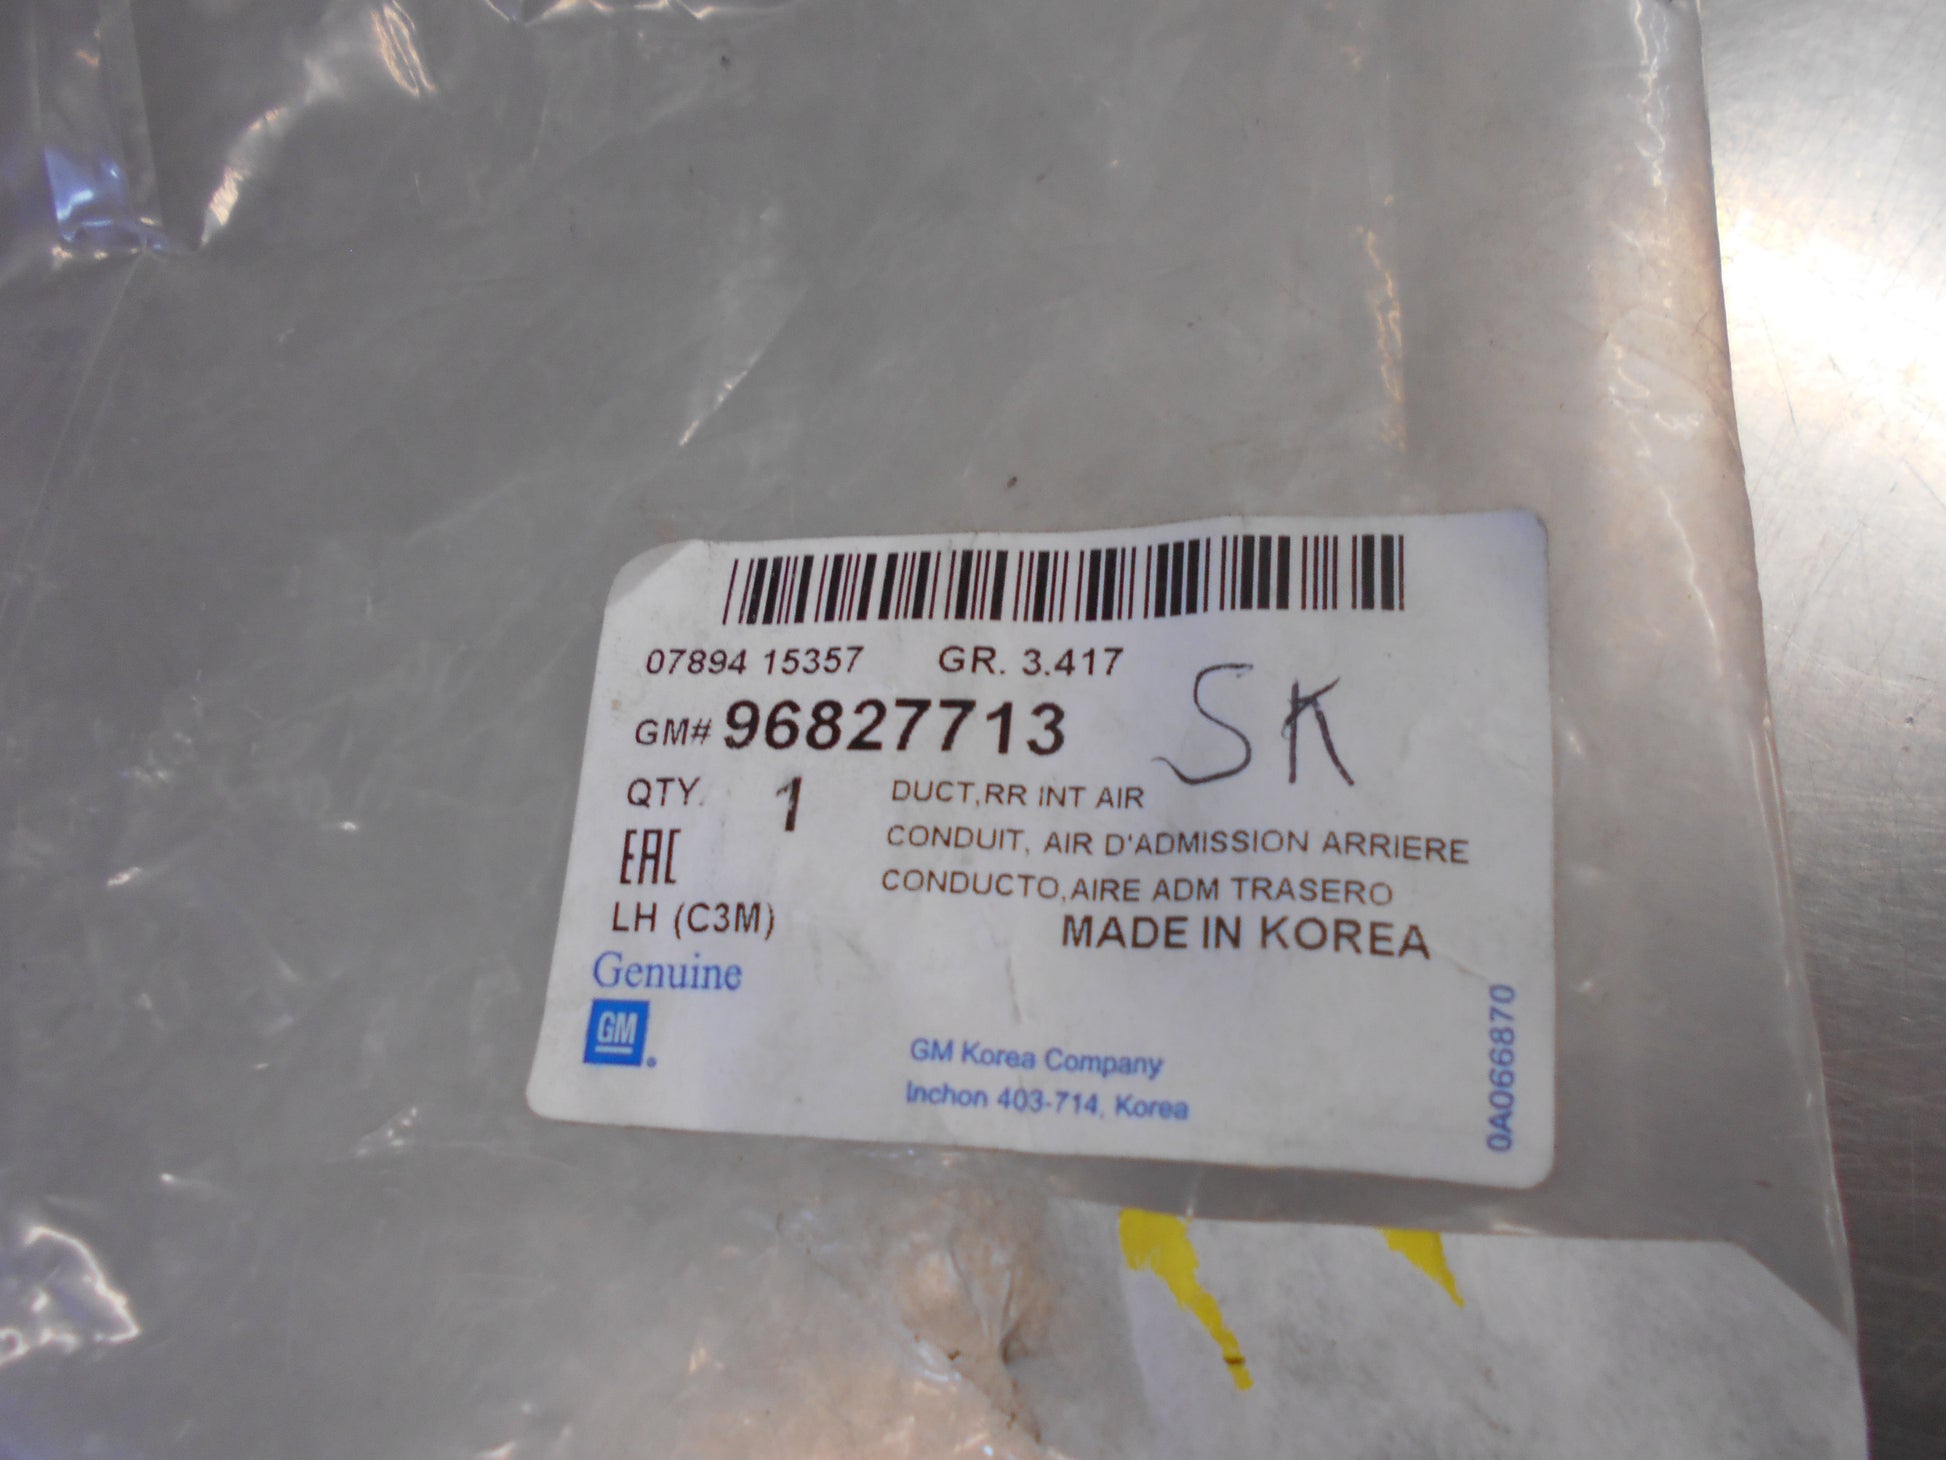 07894 15357 GR. 3.417
GM# 96827713
SK
QTY. 1 DUCT,RR INT AIR
CONDUIT, AIR D'ADMISSION ARRIERE
EAC
CONDUCTO,AIRE ADM TRASERO
LH (C3M) MADE IN KOREA
Genuine
GM
GM Korea Company
Inchon 403-714, Korea
0A066870